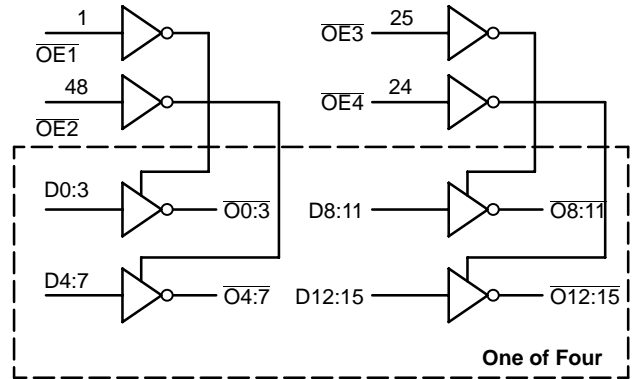 1
OE1
48
OE2
25
OE3
24
OE4
D0:3
O0:3
D4:7
O4:7
D8:11
O8:11
D12:15
O12:15
One of Four